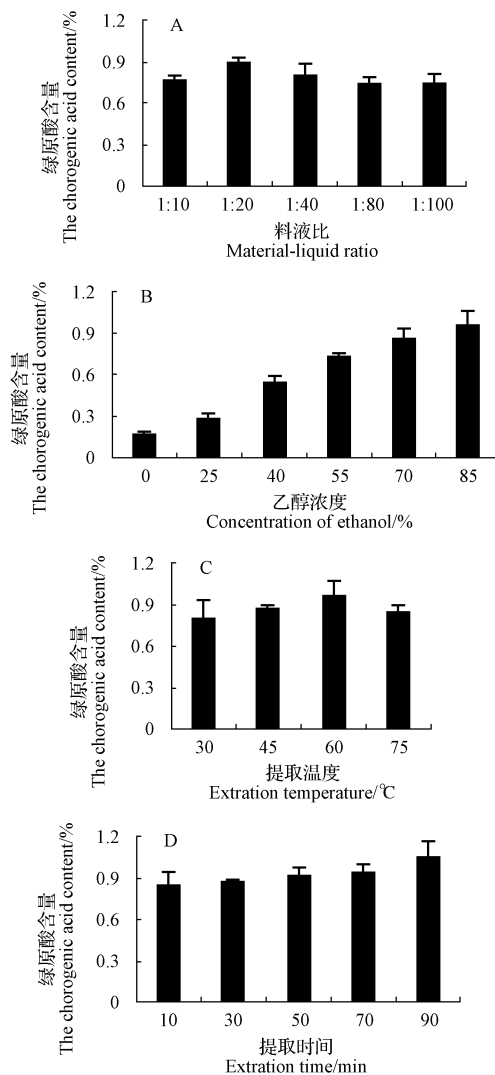 A
绿原酸含量
The chorogenic acid content/%
1.2
0.9
0.6
0.3
0
1:10 1:20 1:40 1:80 1:100
料液比
Material-liquid ratio
B
绿原酸含量
The chorogenic acid content/%
1.2
0.9
0.6
0.3
0
0 25 40 55 70 85
乙醇浓度
Concentration of ethanol/%
C
绿原酸含量
The chorogenic acid content/%
1.2
0.9
0.6
0.3
0
30 45 60 75
提取温度
Extration temperature/℃
D
绿原酸含量
The chorogenic acid content/%
1.2
0.9
0.6
0.3
0
10 30 50 70 90
提取时间
Extration time/min